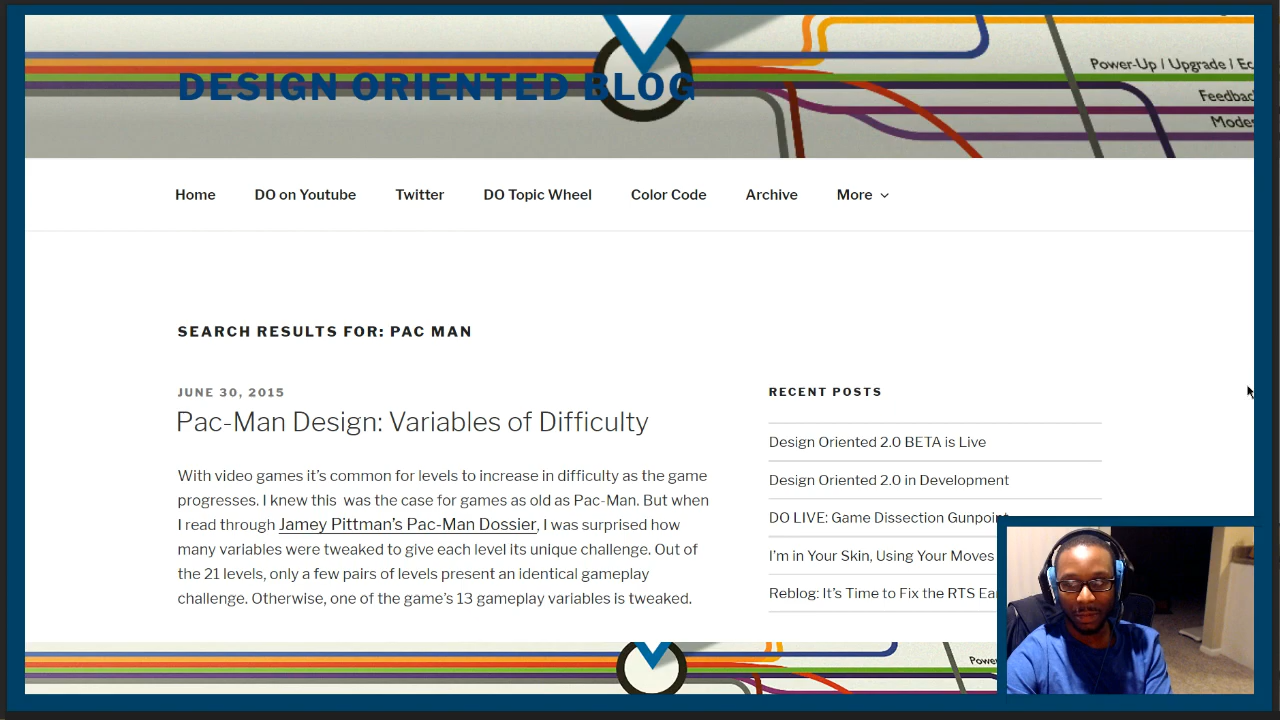 Power-Up / Upgrade / Ec
DESIGN ORIENTED BLOG
Feedbac
Modes
Home DO on Youtube Twitter DO Topic Wheel Color Code Archive More
SEARCH RESULTS FOR: PAC MAN
JUNE 30, 2015
Pac-Man Design: Variables of Difficulty
With video games it’s common for levels to increase in difficulty as the game
progresses. I knew this was the case for games as old as Pac-Man. But when
I read through Jamey Pittman’s Pac-Man Dossier, I was surprised how
many variables were tweaked to give each level its unique challenge. Out of
the 21 levels, only a few pairs of levels present an identical gameplay
challenge. Otherwise, one of the game’s 13 gameplay variables is tweaked.
RECENT POSTS
Design Oriented 2.0 BETA is Live
Design Oriented 2.0 in Development
DO LIVE: Game Dissection Gunpoint
I’m in Your Skin, Using Your Moves
Reblog: It’s Time to Fix the RTS Ea
Powe